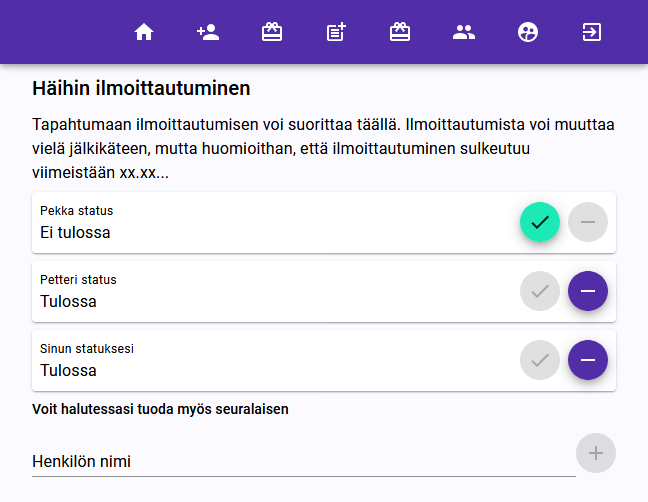 Häihin ilmoittautuminen
Tapahtumaan ilmoittautumisen voi suorittaa täällä. Ilmoittautumista voi muuttaa
vielä jälkikäteen, mutta huomioithan, että ilmoittautuminen sulkeutuu
viimeistään xx.xx...
Pekka status
Ei tulossa
Petteri status
Tulossa
Sinun statuksesi
Tulossa
Voit halutessasi tuoda myös seuralaisen
Henkilön nimi